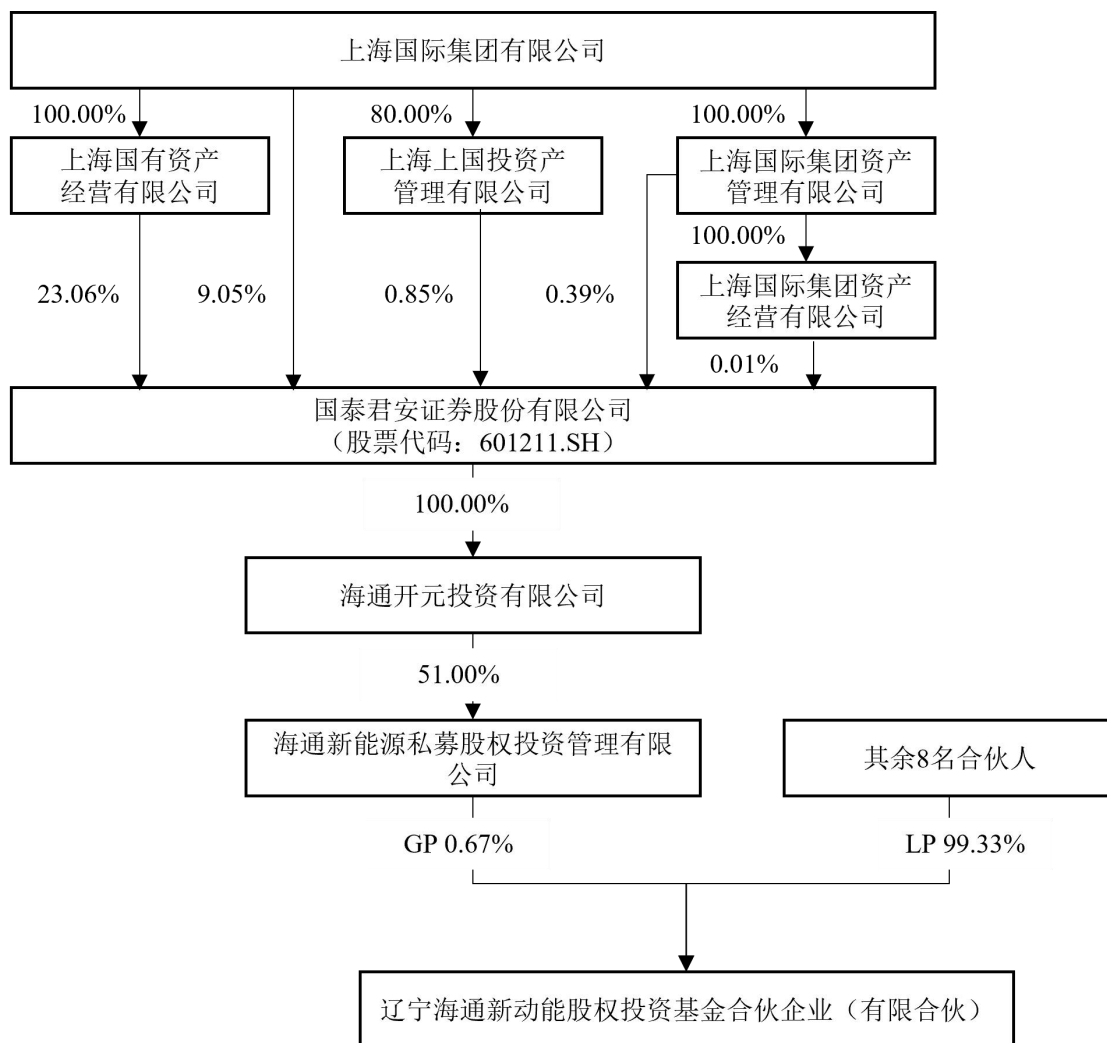 上海国际集团有限公司
100.00%
80.00%
100.00%
上海国有资产
经营有限公司
上海上国投资产
管理有限公司
上海国际集团资产
管理有限公司
100.00%
23.06%
9.05%
0.85%
0.39%
上海国际集团资产
经营有限公司
0.01%
国泰君安证券股份有限公司
（股票代码：601211.SH）
100.00%
海通开元投资有限公司
51.00%
海通新能源私募股权投资管理有限
公司
其余8名合伙人
GP 0.67%
LP 99.33%
辽宁海通新动能股权投资基金合伙企业（有限合伙）